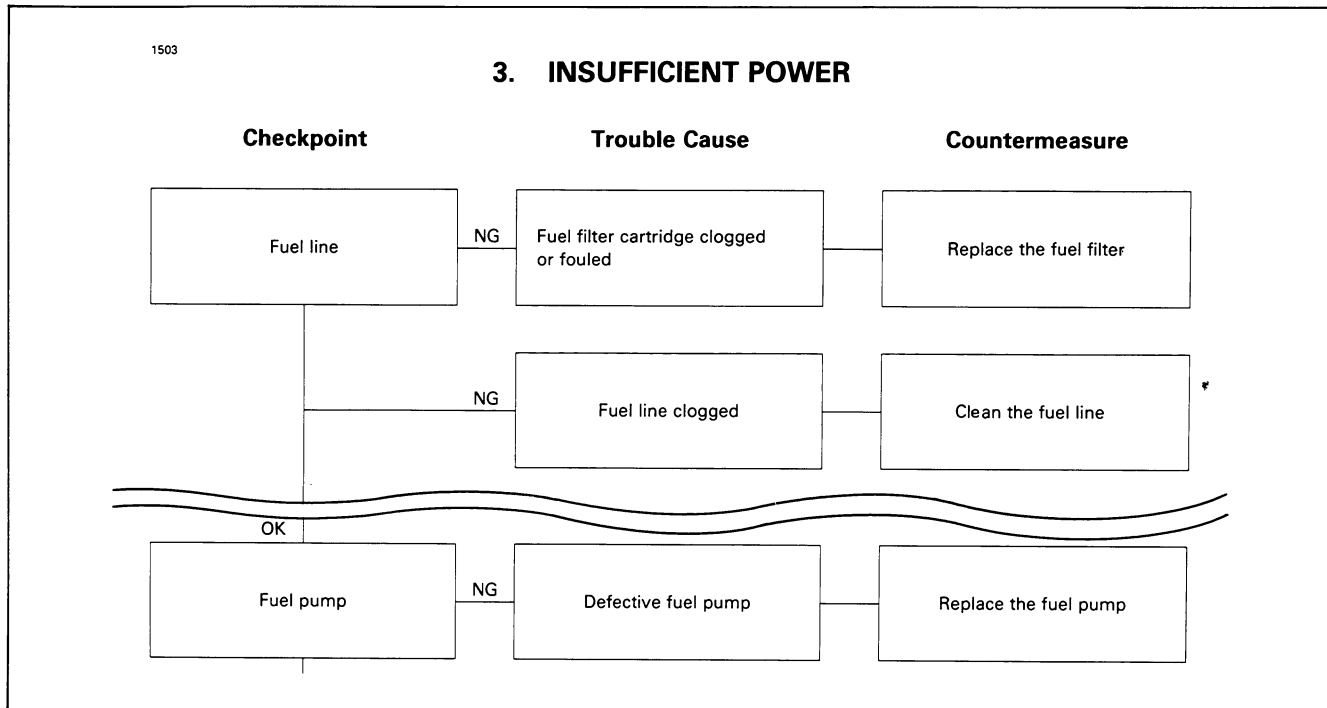 1503
3. INSUFFICIENT POWER
Checkpoint Trouble Cause Countermeasure
Fuel line NG Fuel filter cartridge clogged
or fouled
Replace the fuel filter
NG Fuel line clogged Clean the fuel line
OK
Fuel pump NG Defective fuel pump Replace the fuel pump